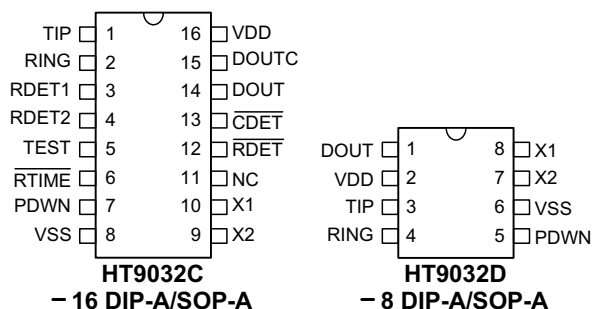 TIP 1 16 VDD
RING 2 15 DOUTC
RDET1 3 14 DOUT
RDET2 4 13 CDET
TEST 5 12 RDET
RTIME 6 11 NC
PDWN 7 10 X1
VSS 8 9 X2
HT9032C
– 16 DIP-A/SOP-A
DOUT 1 8 X1
VDD 2 7 X2
TIP 3 6 VSS
RING 4 5 PDWN
HT9032D
– 8 DIP-A/SOP-A